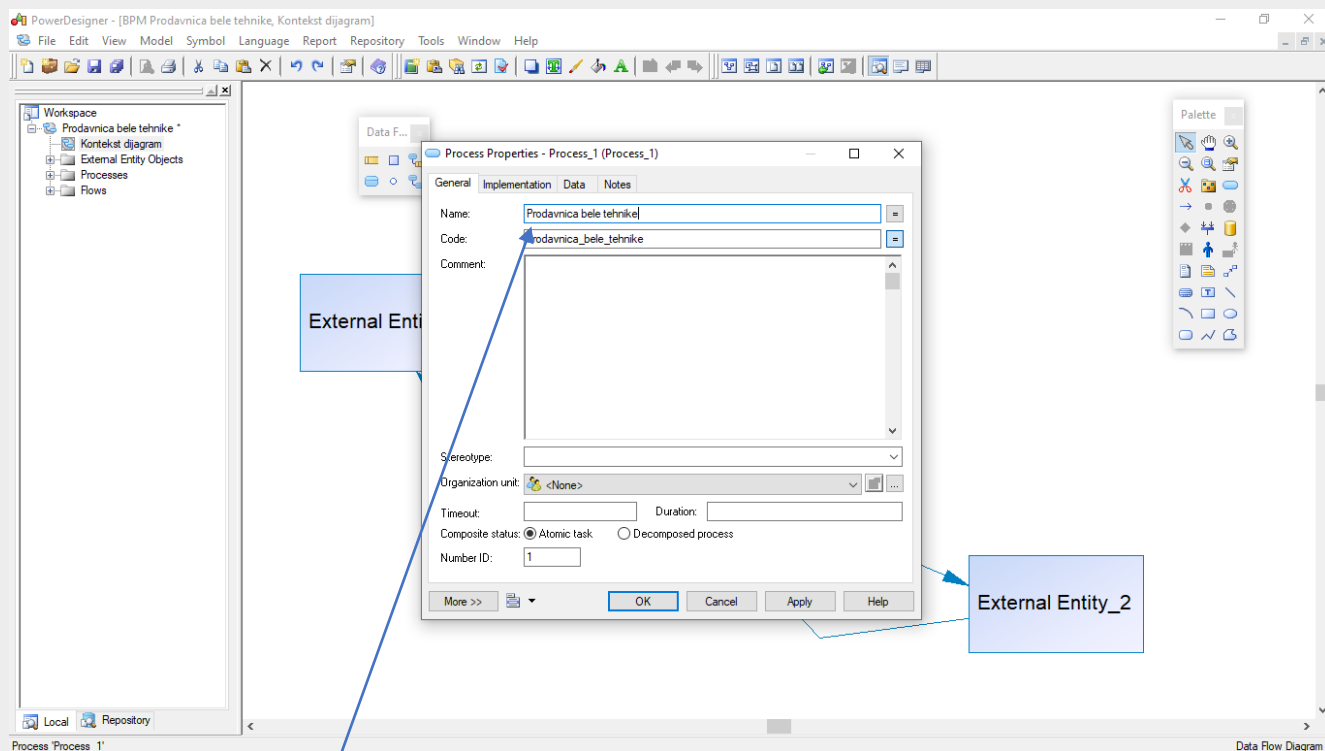 PowerDesigner - [BPM Prodavnica bele tehnike, Kontekst dijagram]
File Edit View Model Symbol Language Report Repository Tools Window Help
Workspace
Prodavnica bele tehnike *
Kontekst dijagram
External Entity Objects
Processes
Flows
Local Repository
Data F...
Palette
External Enti
External Entity_2
Process Properties - Process_1 (Process_1)
General Implementation Data Notes
Name: Prodavnica bele tehnike =
Code: rodavnica_bele_tehnike =
Comment:
Stereotype:
Organization unit: <None> ...
Timeout: Duration:
Composite status: Atomic task Decomposed process
Number ID: 1
More >> OK Cancel Apply Help
Process 'Process_1' Data Flow Diagram